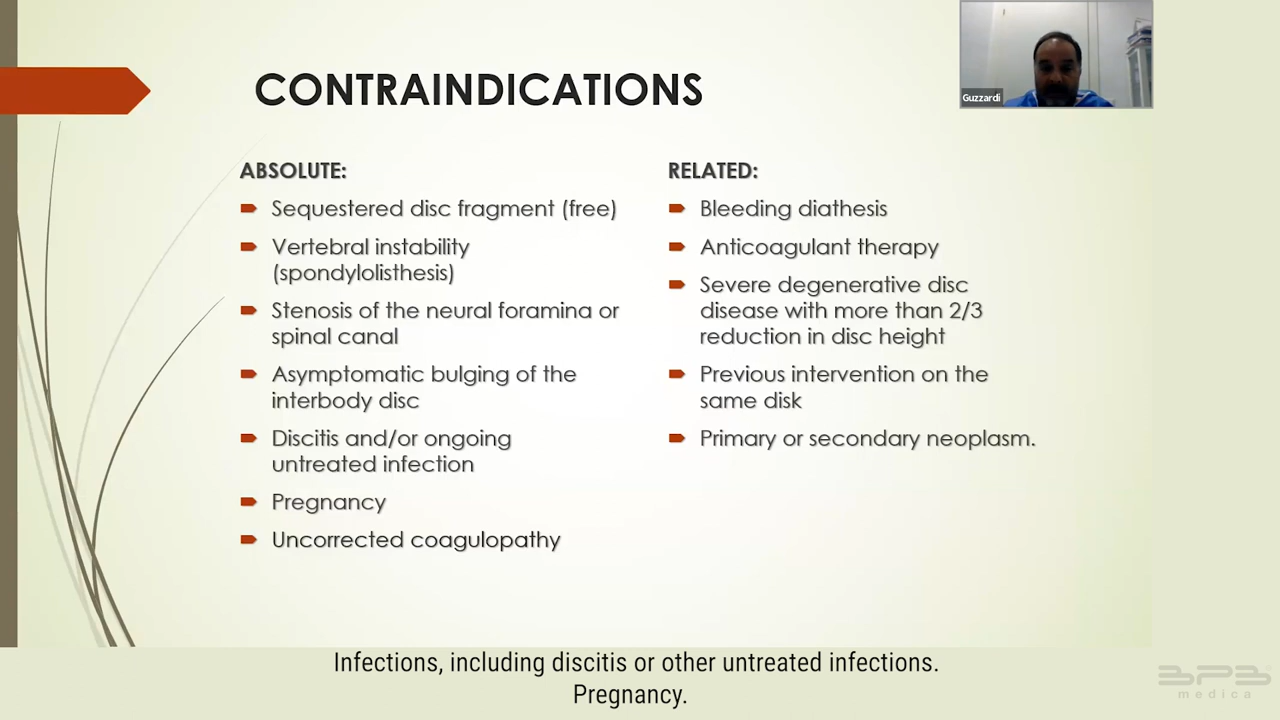 CONTRAINDICATIONS
Guzzardi
ABSOLUTE:
Sequestered disc fragment (free)
Vertebral instability
(spondylolisthesis)
Stenosis of the neural foramina or
spinal canal
Asymptomatic bulging of the
interbody disc
Discitis and/or ongoing
untreated infection
Pregnancy
Uncorrected coagulopathy
RELATED:
Bleeding diathesis
Anticoagulant therapy
Severe degenerative disc
disease with more than 2/3
reduction in disc height
Previous intervention on the
same disk
Primary or secondary neoplasm.
Infections, including discitis or other untreated infections.
Pregnancy.
BPB
medica